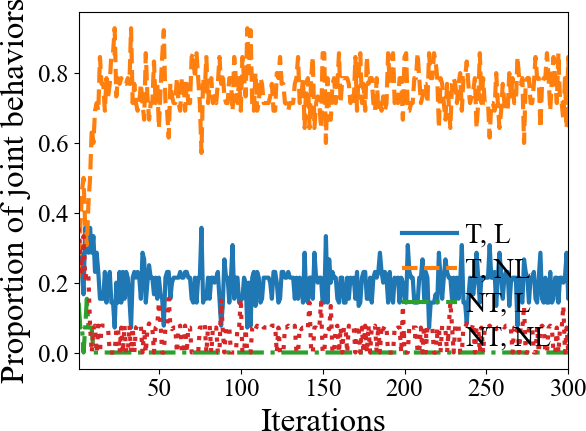 Proportion of joint behaviors
0.8
0.6
0.4
0.2
0.0
T, L
T, NL
NT, L
NT, NL
50
100
150
200
250
300
Iterations